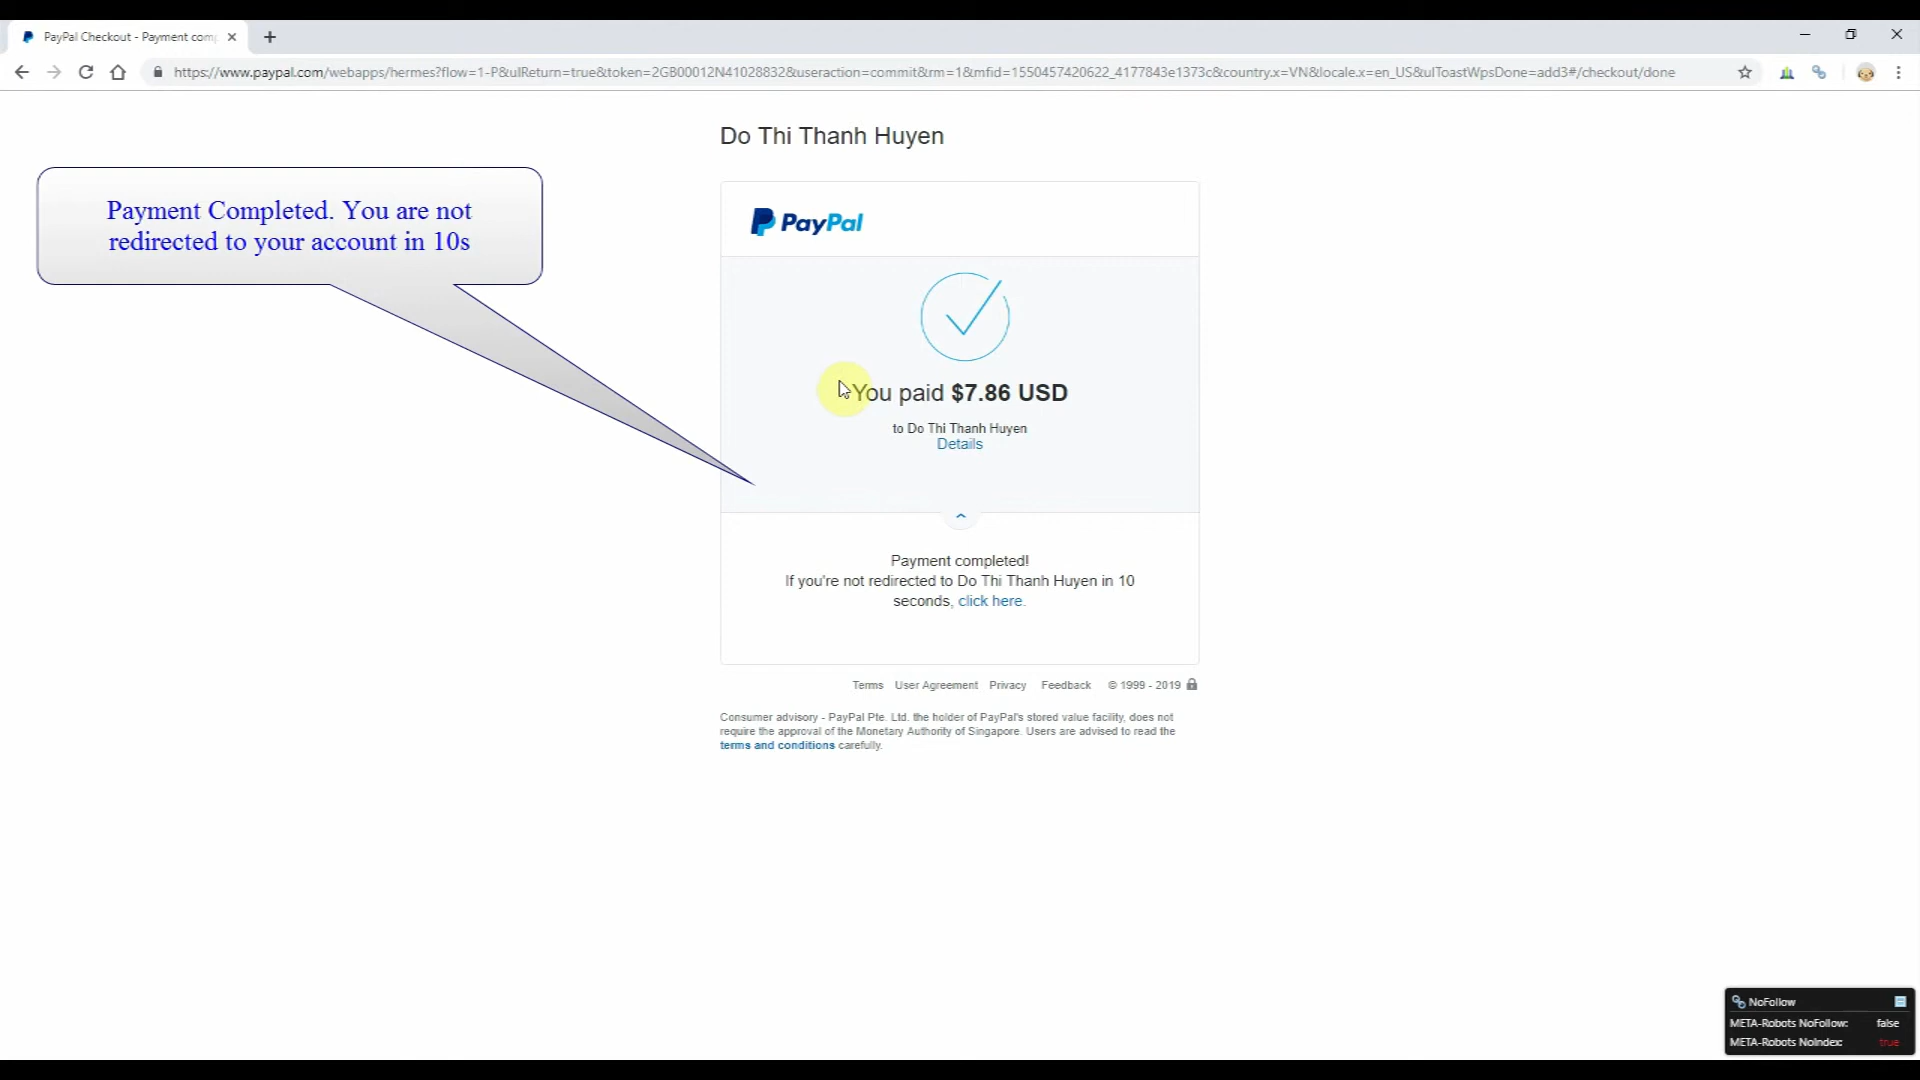 PayPal Checkout - Payment comp
https://www.paypal.com/webapps/hermes?flow=1-P&ulReturn=true&token=2GB00012N41028832&useraction=commit&rm=1&mfid=1550457420622_4177843e1373c&country.x=VN&locale.x=en_US&ulToastWpsDone=add3#/checkout/done
Do Thi Thanh Huyen
Payment Completed. You are not
redirected to your account in 10s
PayPal
You paid $7.86 USD
to Do Thi Thanh Huyen
Details
Payment completed!
If you're not redirected to Do Thi Thanh Huyen in 10
seconds, click here.
Terms User Agreement Privacy Feedback © 1999 - 2019
Consumer advisory - PayPal Pte. Ltd. the holder of PayPal's stored value facility, does not
require the approval of the Monetary Authority of Singapore. Users are advised to read the
terms and conditions carefully.
NoFollow
META-Robots NoFollow: false
META-Robots NoIndex: true